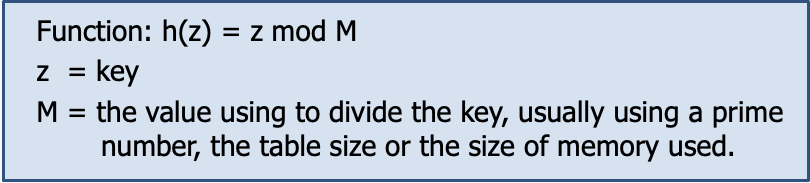 Function: h(z) = z mod M
z = key
M = the value using to divide the key, usually using a prime
number, the table size or the size of memory used.